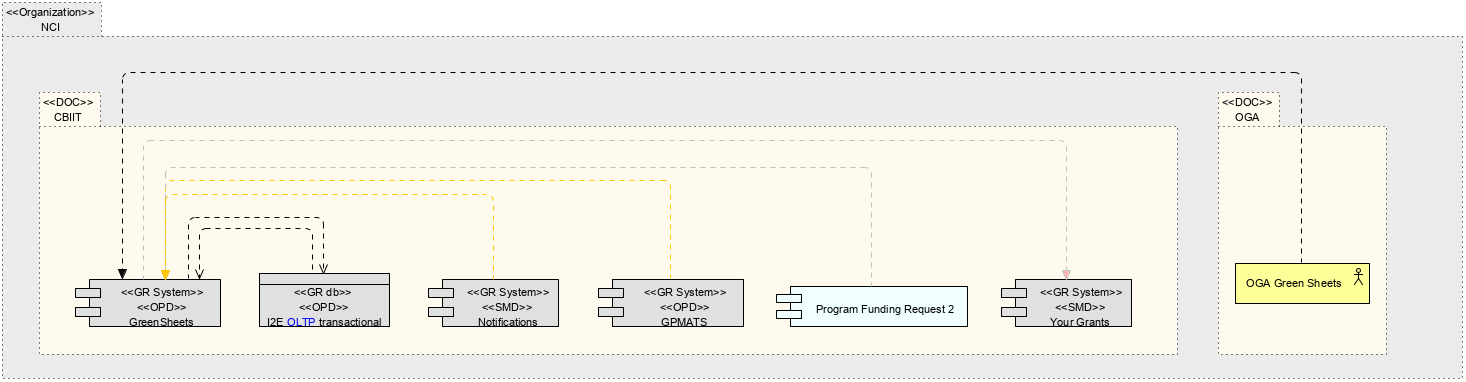 <<Organization>>
NCI
<<DOC>>
CBIIT
<<DOC>>
OGA
<<GR System>>
<<OPD>>
GreenSheets
<<GR db>>
<<OPD>>
I2E OLTP transactional
<<GR System>>
<<SMD>>
Notifications
<<GR System>>
<<OPD>>
GPMATS
Program Funding Request 2
<<GR System>>
<<SMD>>
Your Grants
OGA Green Sheets